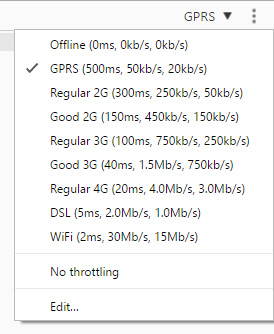 GPRS
Offline (0ms, 0kb/s, 0kb/s)
GPRS (500ms, 50kb/s, 20kb/s)
Regular 2G (300ms, 250kb/s, 50kb/s)
Good 2G (150ms, 450kb/s, 150kb/s)
Regular 3G (100ms, 750kb/s, 250kb/s)
Good 3G (40ms, 1.5Mb/s, 750kb/s)
Regular 4G (20ms, 4.0Mb/s, 3.0Mb/s)
DSL (5ms, 2.0Mb/s, 1.0Mb/s)
WiFi (2ms, 30Mb/s, 15Mb/s)
No throttling
Edit...